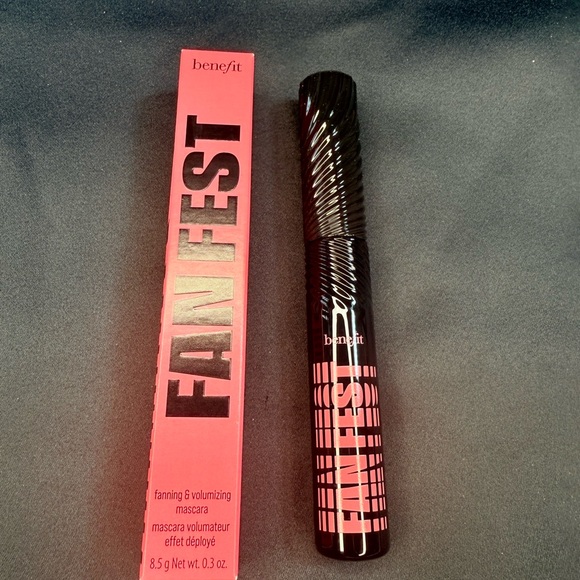 benefit
FAN FEST
fanning & volumizing
mascara
mascara volumateur
effet déployé
8.5 g Net wt. 0.3 oz.
benefit
FAN FEST